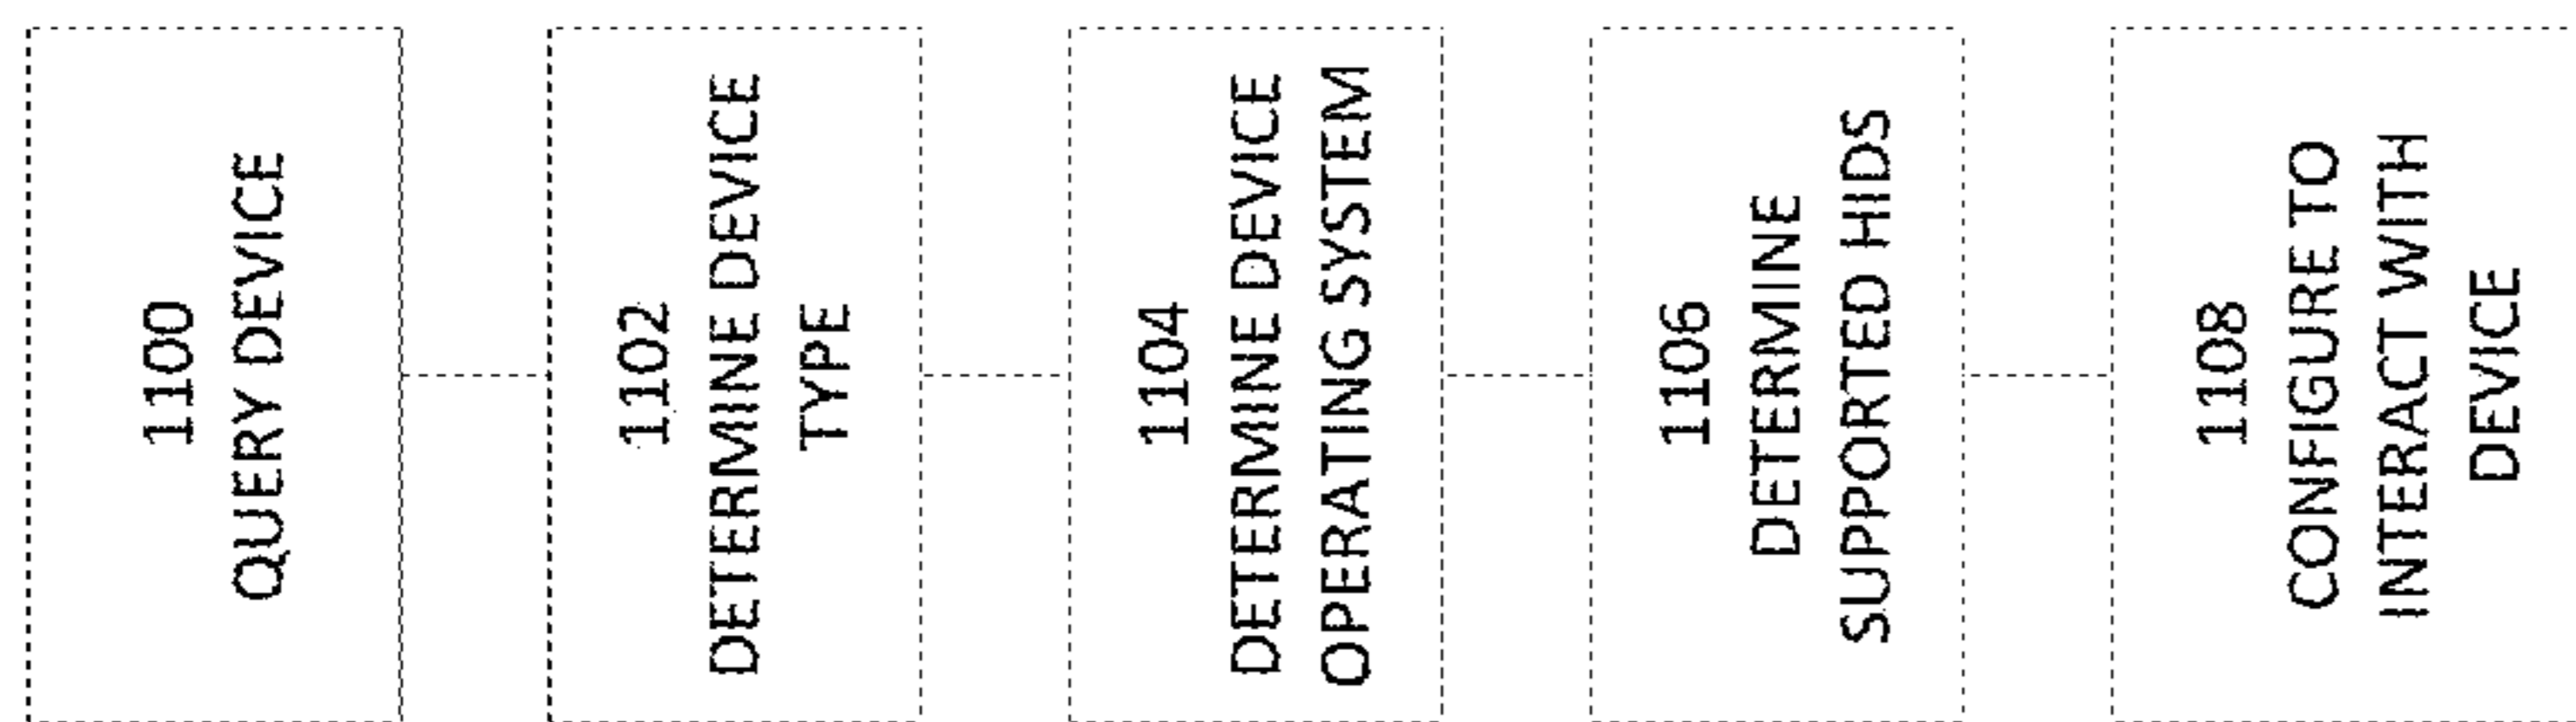 1100
QUERY DEVICE
1102
DETERMINE DEVICE
TYPE
1104
DETERMINE DEVICE
OPERATING SYSTEM
1106
DETERMINE
SUPPORTED HIDS
1108
CONFIGURE TO
INTERACT WITH
DEVICE